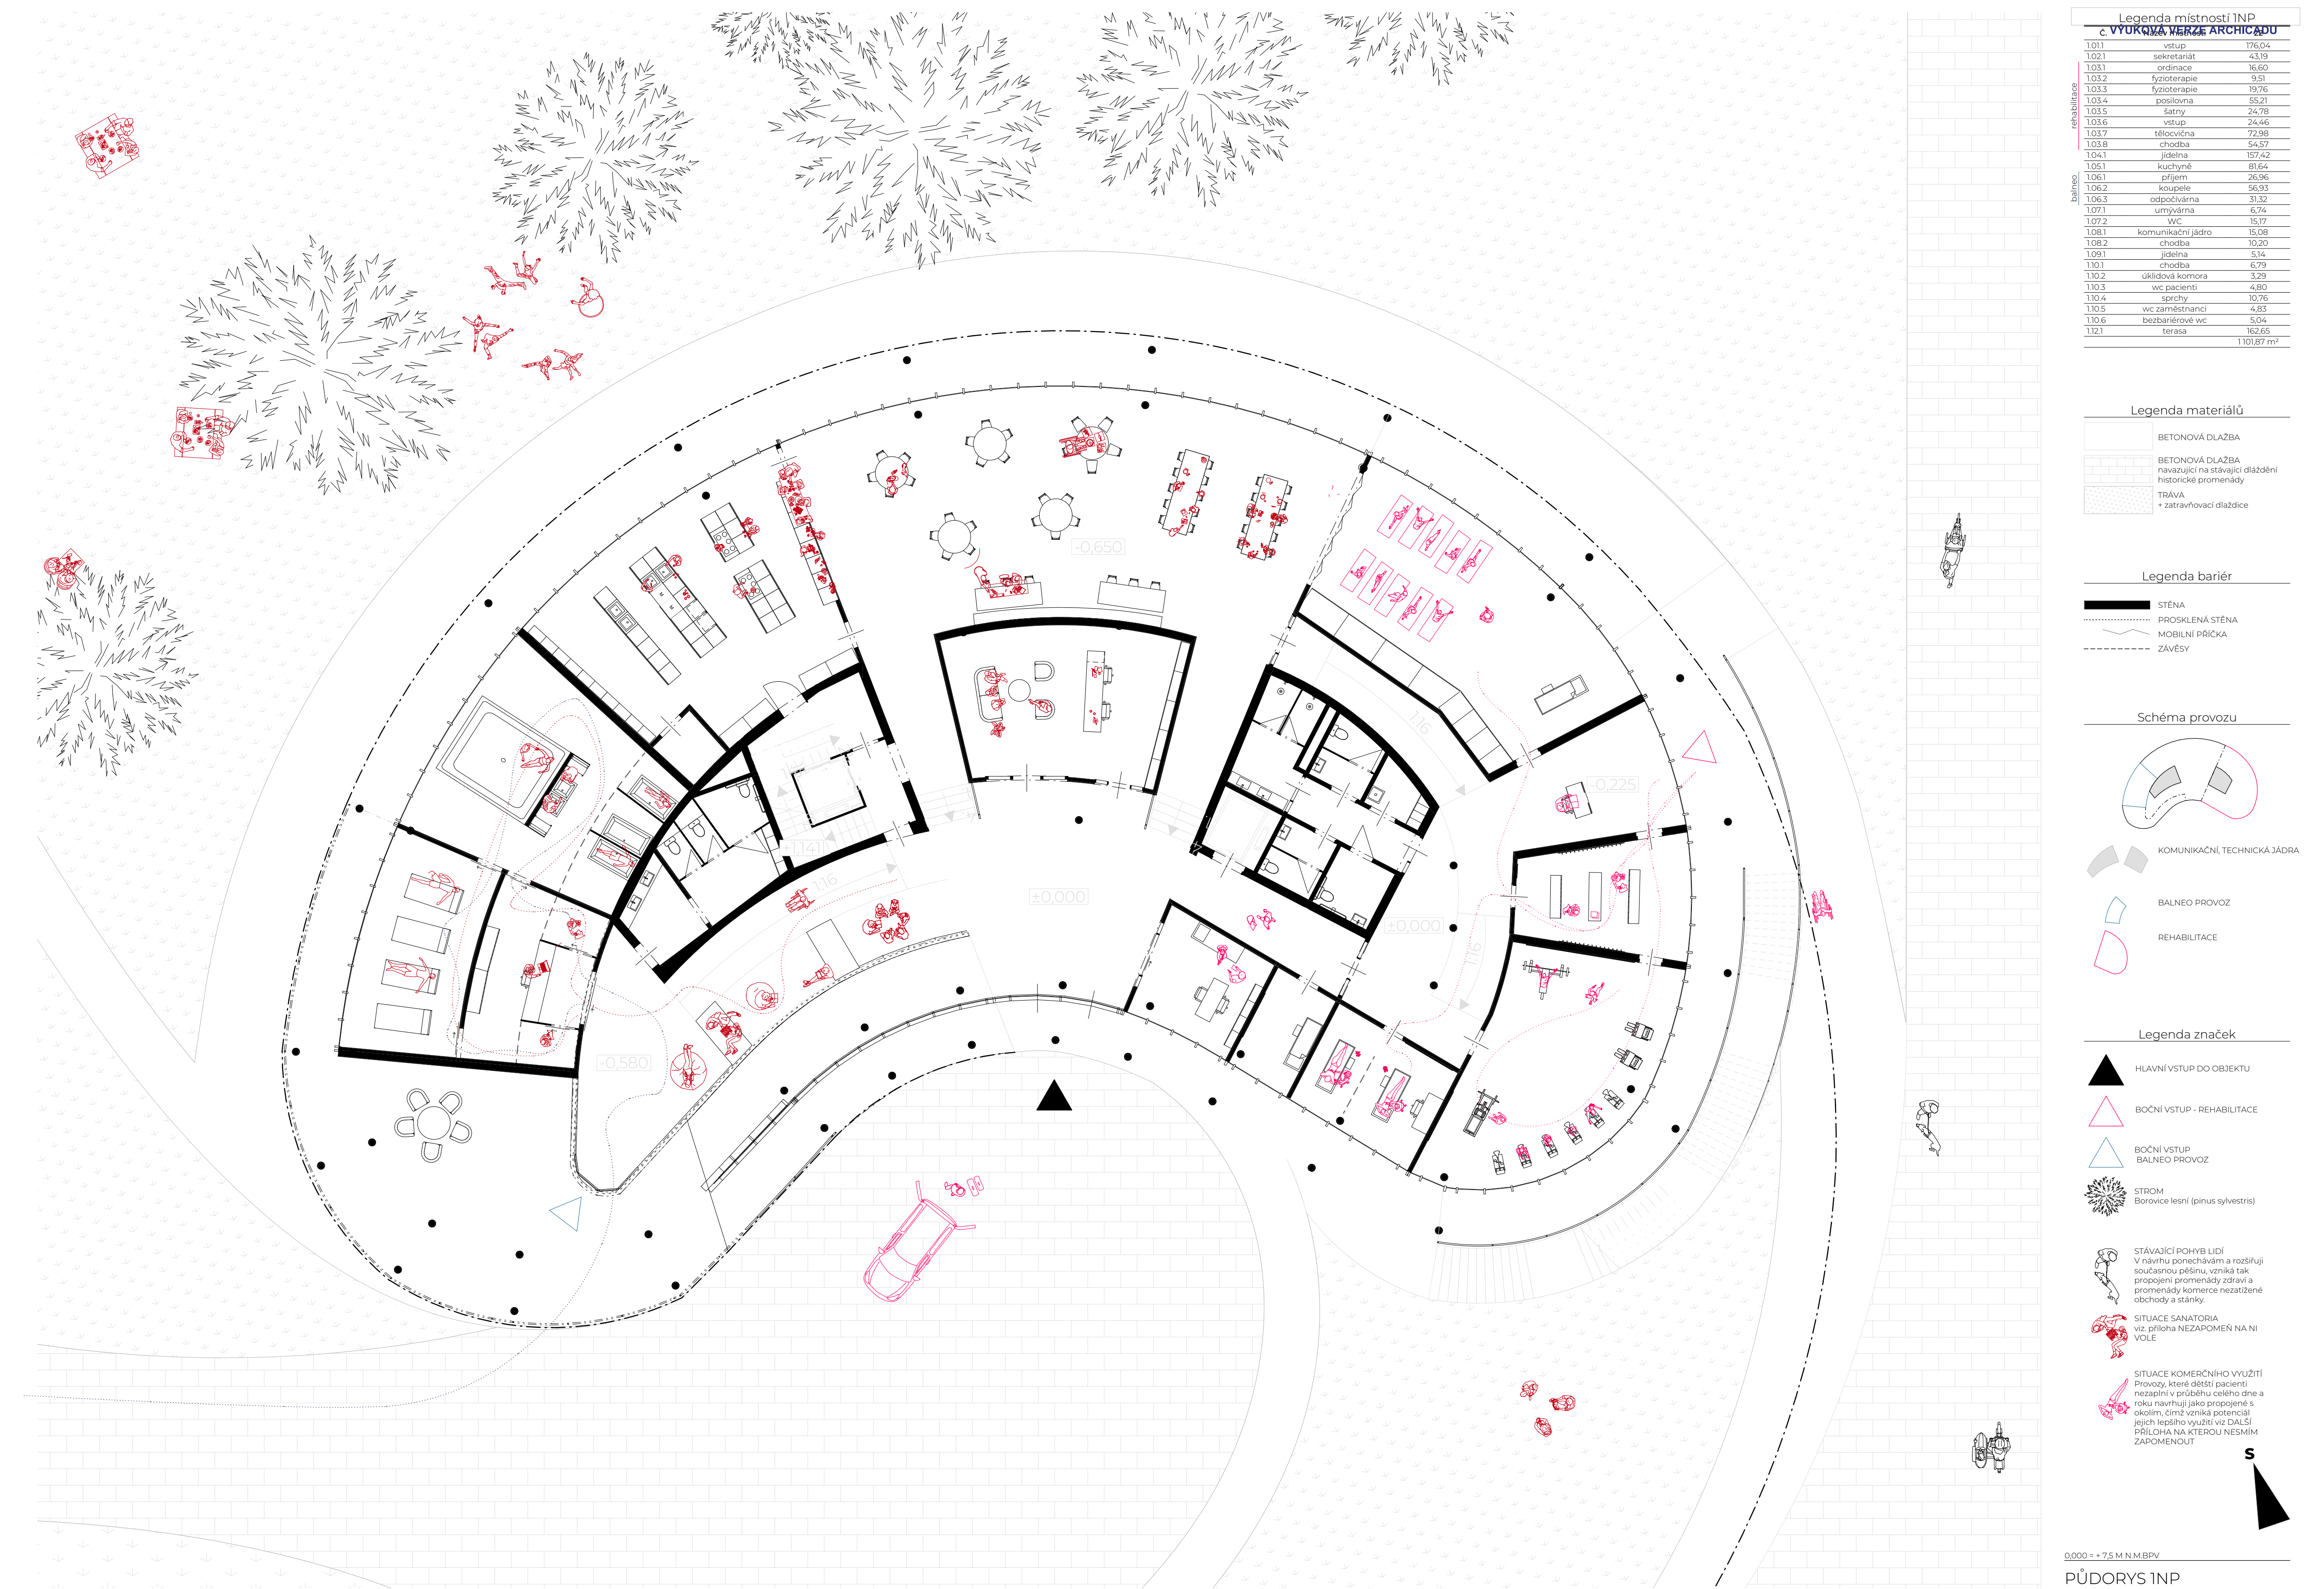 Legenda místností 1NP
VÝUKOVÁ VERZE ARCHICADU
Č.
1.01.1 vstup 176,04
1.02.1 sekretariát 43,19
1.03.1 ordinace 16,60
1.03.2 fyzioterapie 9,51
1.03.3 fyzioterapie 19,76
1.03.4 posilovna 55,21
1.03.5 šatny 24,78
1.03.6 vstup 24,46
1.03.7 tělocvična 72,98
1.03.8 chodba 54,57
1.04.1 jídelna 157,42
1.05.1 kuchyně 81,64
1.06.1 příjem 26,96
1.06.2 koupele 56,93
1.06.3 odpočívárna 31,32
1.07.1 umývárna 6,74
1.07.2 WC 15,17
1.08.1 komunikační jádro 15,08
1.08.2 chodba 10,20
1.09.1 jídelna 5,14
1.10.1 chodba 6,79
1.10.2 úklidová komora 3,29
1.10.3 wc pacienti 4,80
1.10.4 sprchy 10,76
1.10.5 wc zaměstnanci 4,83
1.10.6 bezbariérové wc 5,04
1.12.1 terasa 162,65
1 101,87 m²
rehabilitace
balneo
Legenda materiálů
BETONOVÁ DLAŽBA
BETONOVÁ DLAŽBA
navazující na stávající dláždění
historické promenády
TRÁVA
+ zatravňovací dlaždice
Legenda bariér
STĚNA
PROSKLENÁ STĚNA
MOBILNÍ PŘÍČKA
ZÁVĚSY
Schéma provozu
KOMUNIKAČNÍ, TECHNICKÁ JÁDRA
BALNEO PROVOZ
REHABILITACE
Legenda značek
HLAVNÍ VSTUP DO OBJEKTU
BOČNÍ VSTUP - REHABILITACE
BOČNÍ VSTUP
BALNEO PROVOZ
STROM
Borovice lesní (pinus sylvestris)
STÁVAJÍCÍ POHYB LIDÍ
V návrhu ponechávám a rozšiřuji
současnou pěšinu, vzniká tak
propojení promenády zdraví a
promenády komerce nezatížené
obchody a stánky.
SITUACE SANATORIA
viz. příloha NEZAPOMEŇ NA NI
VOLE
SITUACE KOMERČNÍHO VYUŽITÍ
Provozy, které dětští pacienti
nezaplní v průběhu celého dne a
roku navrhuji jako propojené s
okolím, čímž vzniká potenciál
jejich lepšího využití viz DALŠÍ
PŘÍLOHA NA KTEROU NESMÍM
ZAPOMENOUT
S
0,000 = + 7,5 M N.M.BPV
PŮDORYS 1NP
-0,650
1:16
-0,225
+1,141
1:16
±0,000
±0,000
1:16
-0,580